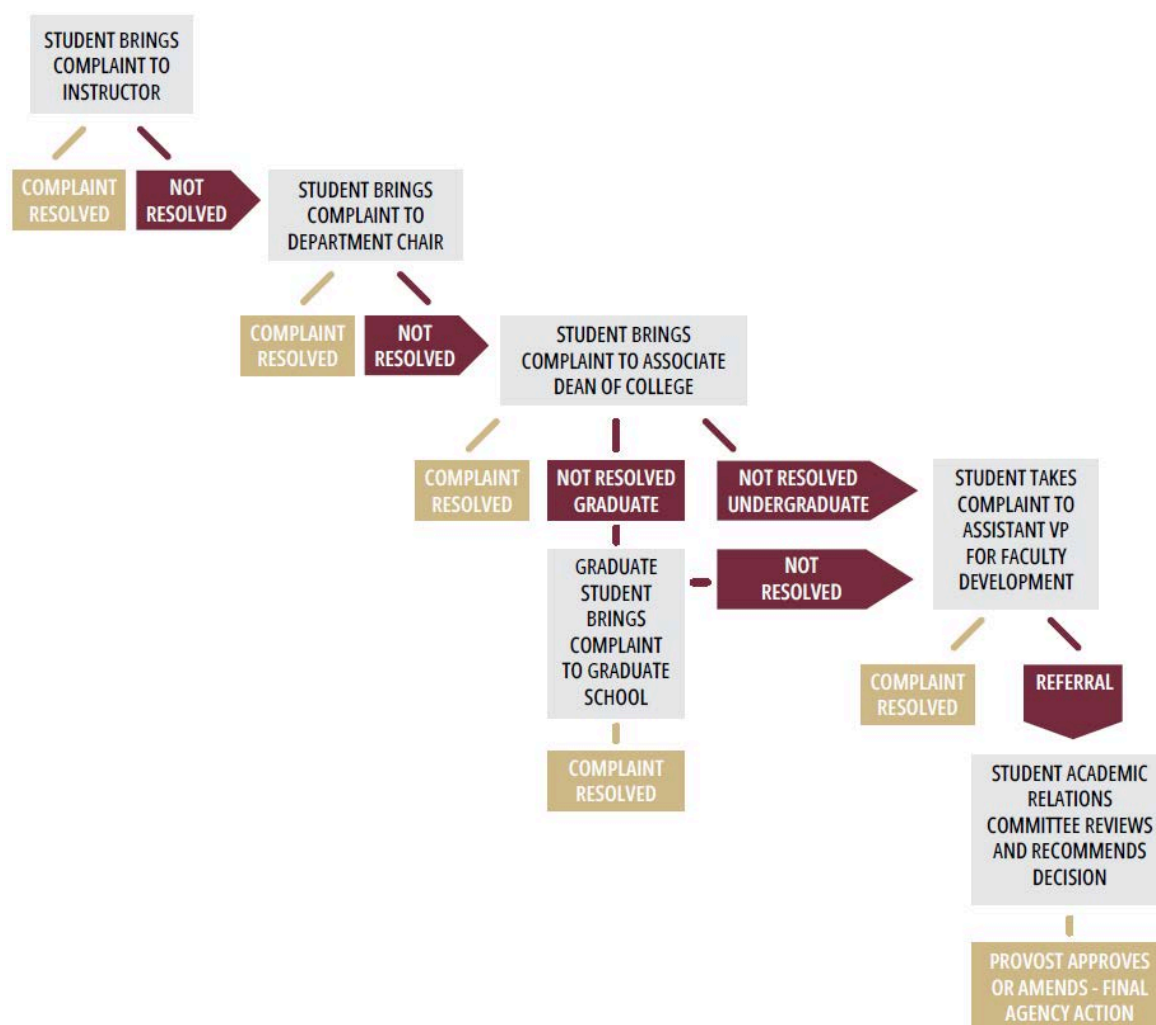 STUDENT BRINGS
COMPLAINT TO
INSTRUCTOR
COMPLAINT
RESOLVED
NOT
RESOLVED
STUDENT BRINGS
COMPLAINT TO
DEPARTMENT CHAIR
COMPLAINT
RESOLVED
NOT
RESOLVED
STUDENT BRINGS
COMPLAINT TO ASSOCIATE
DEAN OF COLLEGE
COMPLAINT
RESOLVED
NOT RESOLVED
GRADUATE
NOT RESOLVED
UNDERGRADUATE
STUDENT TAKES
COMPLAINT TO
ASSISTANT VP
FOR FACULTY
DEVELOPMENT
GRADUATE
STUDENT
BRINGS
COMPLAINT
TO GRADUATE
SCHOOL
NOT
RESOLVED
COMPLAINT
RESOLVED
COMPLAINT
RESOLVED
REFERRAL
STUDENT ACADEMIC
RELATIONS
COMMITTEE REVIEWS
AND RECOMMENDS
DECISION
PROVOST APPROVES
OR AMENDS - FINAL
AGENCY ACTION